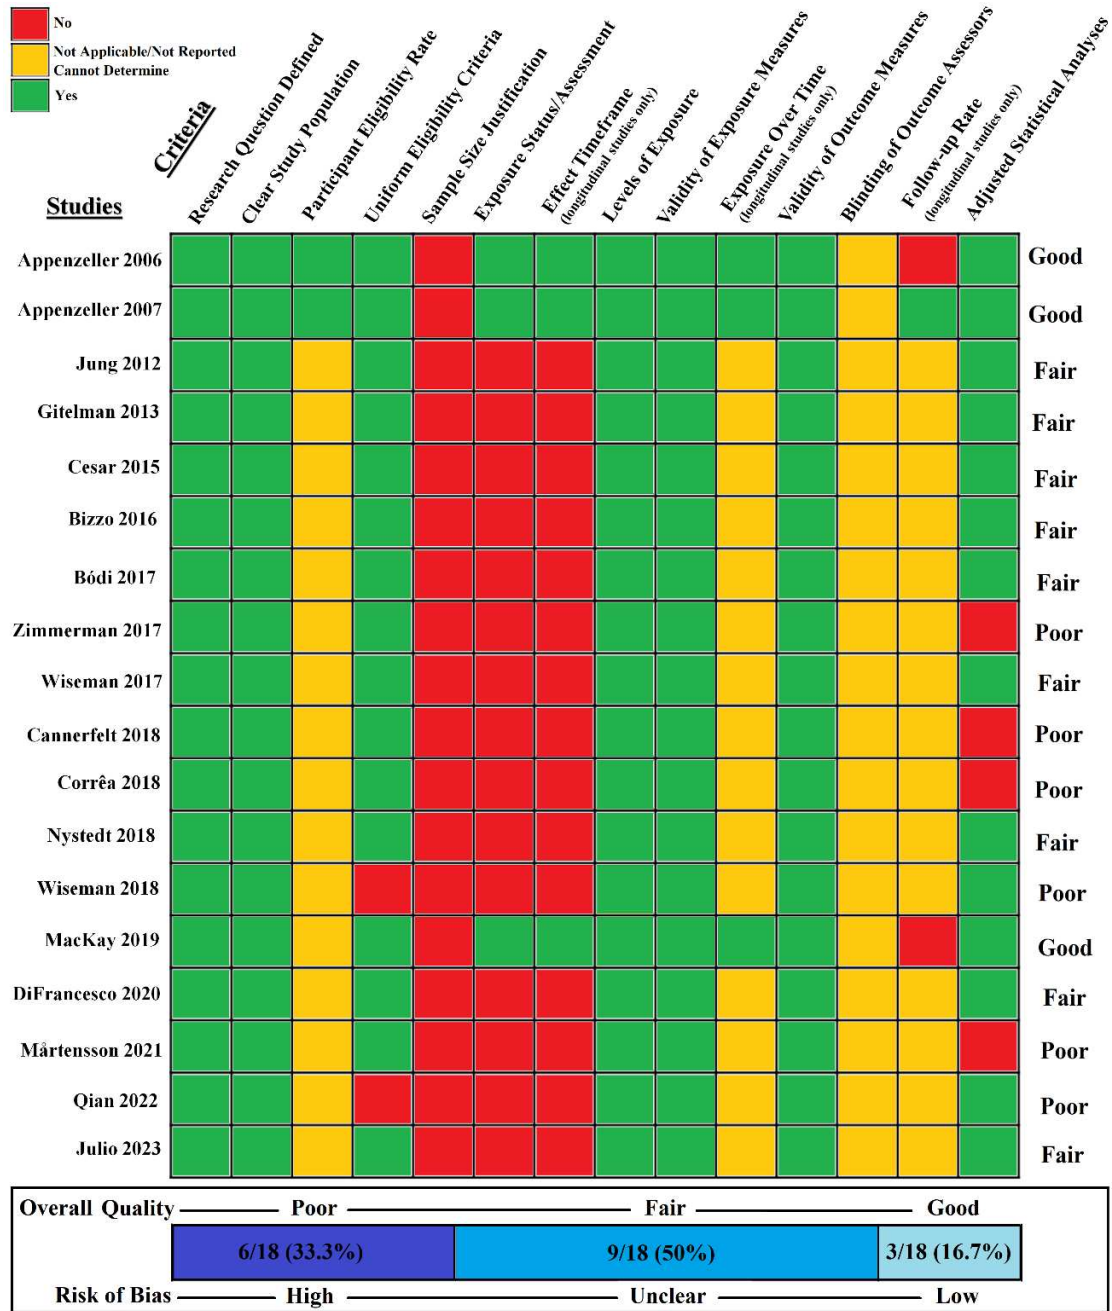 No
Not Applicable/Not Reported
Cannot Determine
Yes
Criteria
Research Question Defined
Clear Study Population
Participant Eligibility Rate
Uniform Eligibility Criteria
Sample Size Justification
Exposure Status/Assessment
Effect Timeframe
(longitudinal studies only)
Levels of Exposure
Validity of Exposure Measures
Exposure Over Time
(longitudinal studies only)
Validity of Outcome Measures
Blinding of Outcome Assessors
Follow-up Rate
(longitudinal studies only)
Adjusted Statistical Analyses
Studies
Appenzeller 2006 Good
Appenzeller 2007 Good
Jung 2012 Fair
Gitelman 2013 Fair
Cesar 2015 Fair
Bizzo 2016 Fair
Bódi 2017 Fair
Zimmerman 2017 Poor
Wiseman 2017 Fair
Cannerfelt 2018 Poor
Corrêa 2018 Poor
Nystedt 2018 Fair
Wiseman 2018 Poor
MacKay 2019 Good
DiFrancesco 2020 Fair
Mårtensson 2021 Poor
Qian 2022 Poor
Julio 2023 Fair
Overall Quality Poor Fair Good
6/18 (33.3%) 9/18 (50%) 3/18 (16.7%)
Risk of Bias High Unclear Low